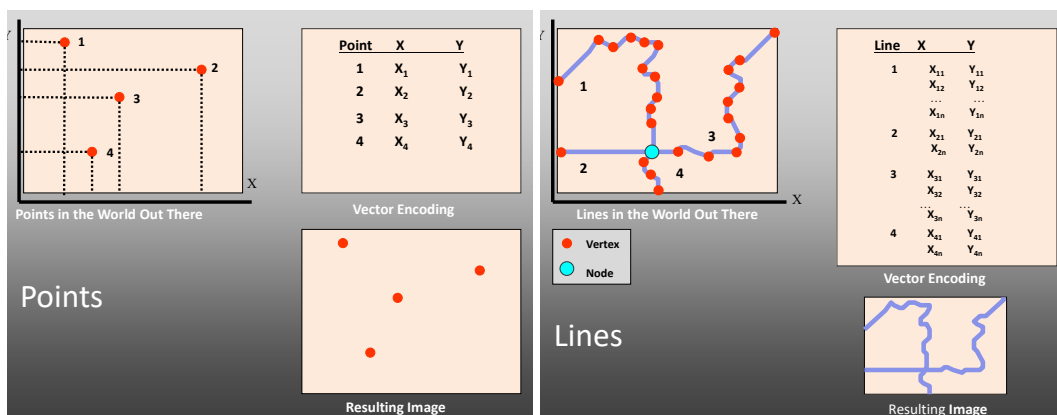 Y
1
2
3
4
X
Points in the World Out There
Point X Y
1 X₁ Y₁
2 X₂ Y₂
3 X₃ Y₃
4 X₄ Y₄
Vector Encoding
Points
Resulting Image
Y
1
2
3
4
X
Lines in the World Out There
Vertex
Node
Line X Y
1 X₁₁ Y₁₁
X₁₂ Y₁₂
... ...
X₁ₙ Y₁ₙ
2 X₂₁ Y₂₁
X₂ₙ Y₂ₙ
3 X₃₁ Y₃₁
X₃₂ Y₃₂
... ...
X₃ₙ Y₃ₙ
4 X₄₁ Y₄₁
X₄ₙ Y₄ₙ
Vector Encoding
Lines
Resulting Image